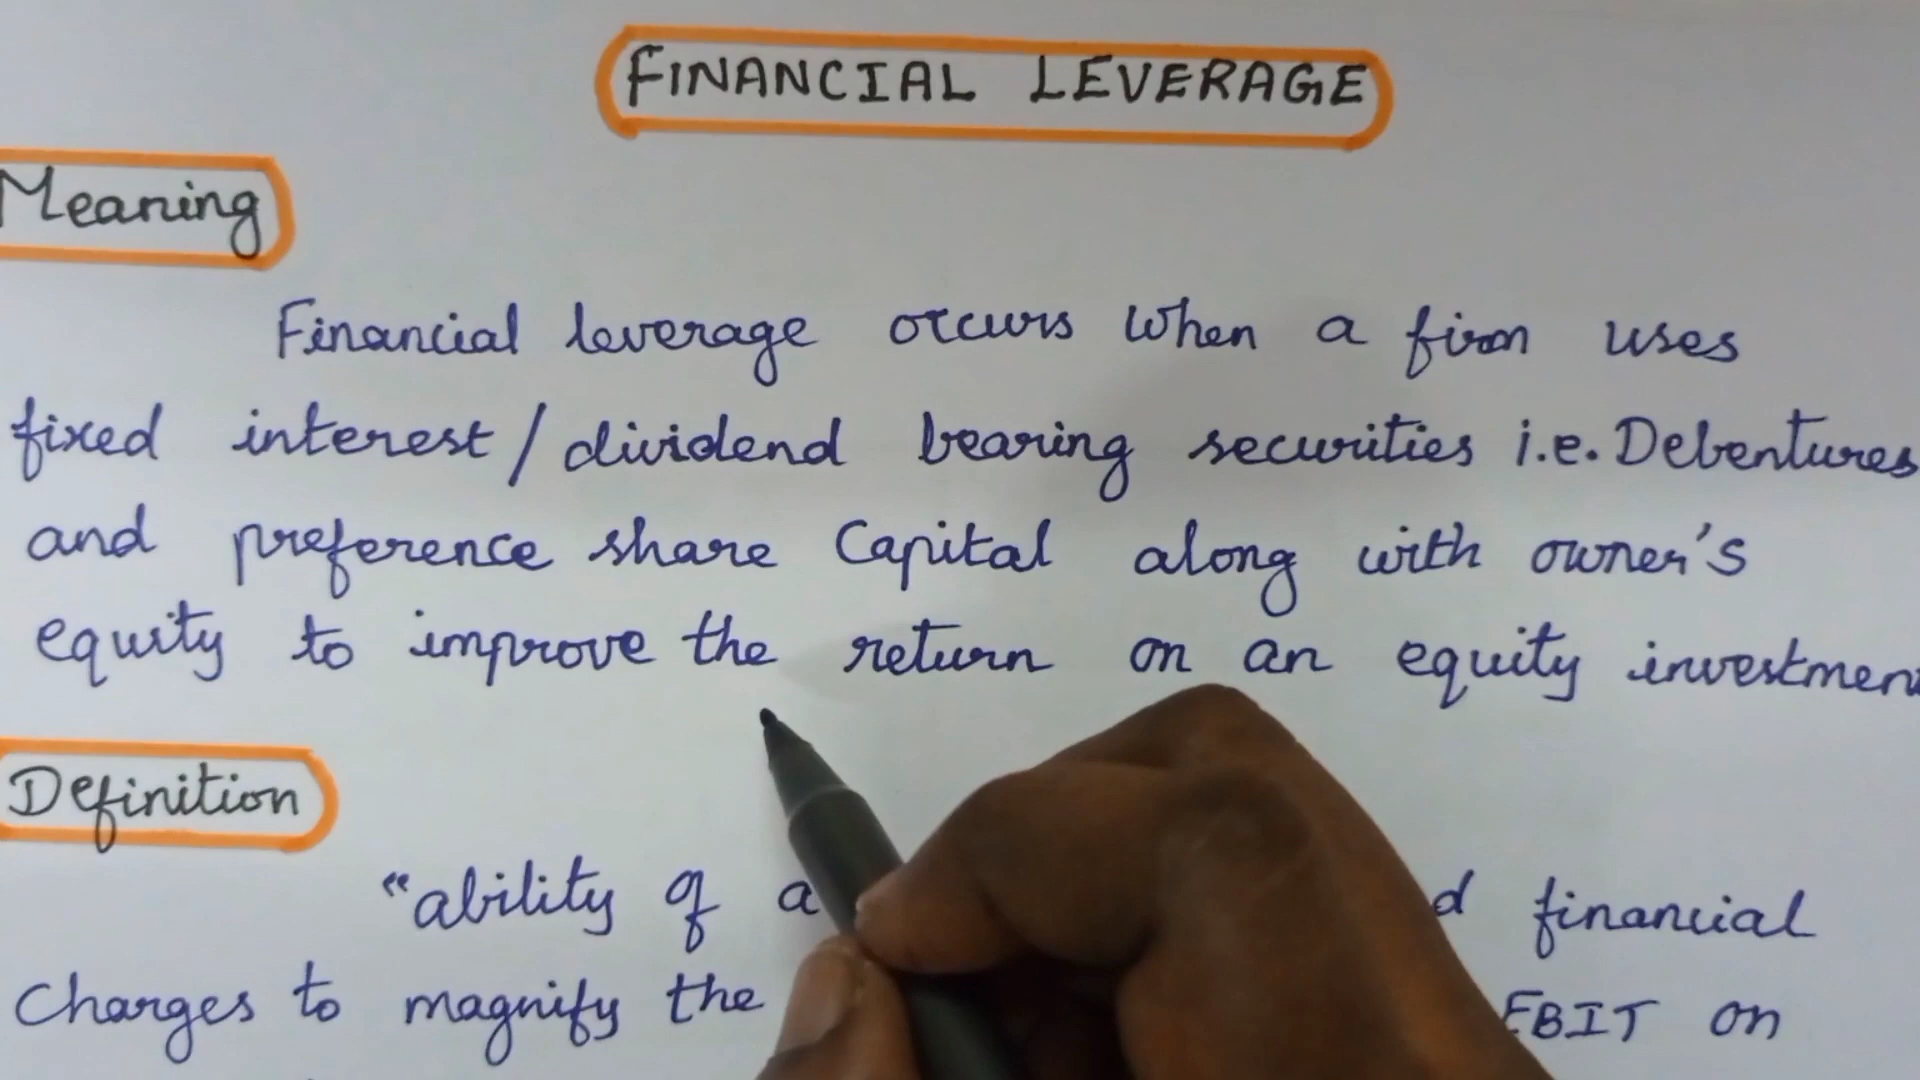 FINANCIAL LEVERAGE
Meaning
Financial leverage occurs when a firm uses
fixed interest / dividend bearing securities i.e. Debentures
and preference share Capital along with owner's
equity to improve the return on an equity investment
Definition
"ability of a financial
Charges to magnify the EBIT on